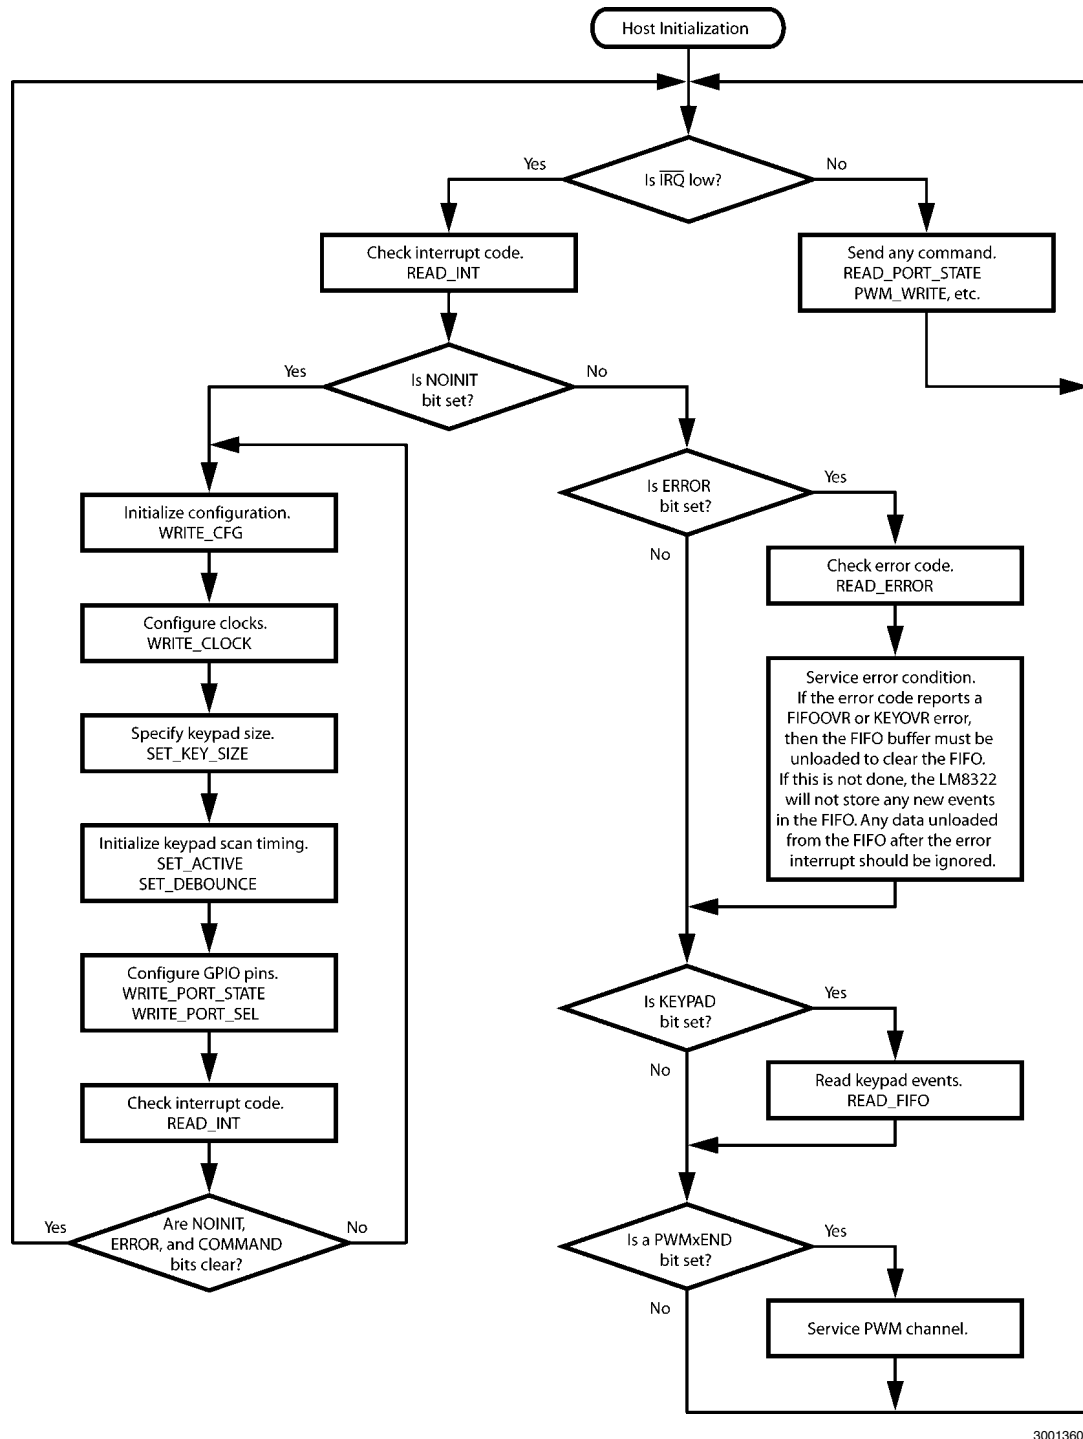 Host Initialization
Is IRQ low?
Yes
No
Check interrupt code.
READ_INT
Send any command.
READ_PORT_STATE
PWM_WRITE, etc.
Is NOINIT
bit set?
Yes
No
Initialize configuration.
WRITE_CFG
Configure clocks.
WRITE_CLOCK
Specify keypad size.
SET_KEY_SIZE
Initialize keypad scan timing.
SET_ACTIVE
SET_DEBOUNCE
Configure GPIO pins.
WRITE_PORT_STATE
WRITE_PORT_SEL
Check interrupt code.
READ_INT
Are NOINIT,
ERROR, and COMMAND
bits clear?
Yes
No
Is ERROR
bit set?
Yes
No
Check error code.
READ_ERROR
Service error condition.
If the error code reports a
FIFOOVR or KEYOVR error,
then the FIFO buffer must be
unloaded to clear the FIFO.
If this is not done, the LM8322
will not store any new events
in the FIFO. Any data unloaded
from the FIFO after the error
interrupt should be ignored.
Is KEYPAD
bit set?
Yes
No
Read keypad events.
READ_FIFO
Is a PWMxEND
bit set?
Yes
No
Service PWM channel.
3001360